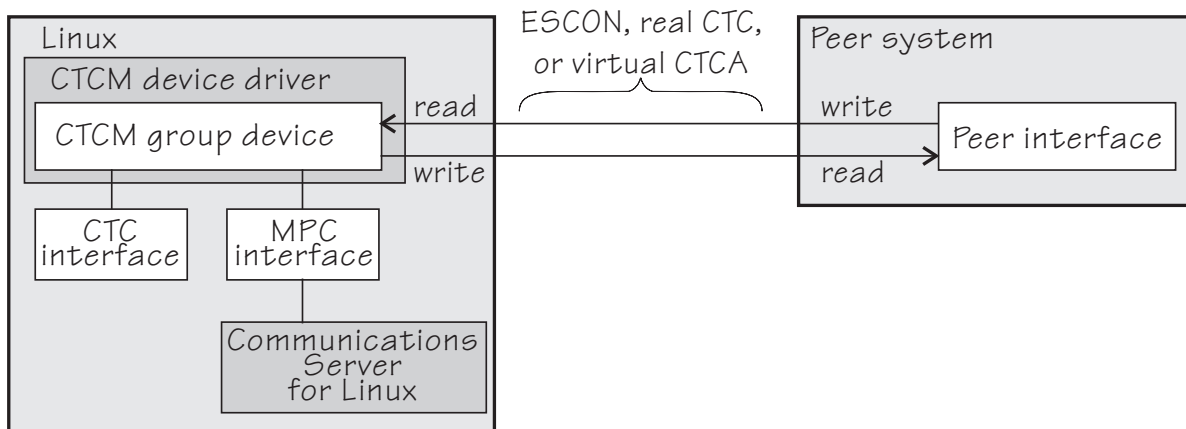 Linux
CTCM device driver
CTCM group device
read
write
CTC
interface
MPC
interface
Communications
Server
for Linux
ESCON, real CTC,
or virtual CTCA
Peer system
write
read
Peer interface